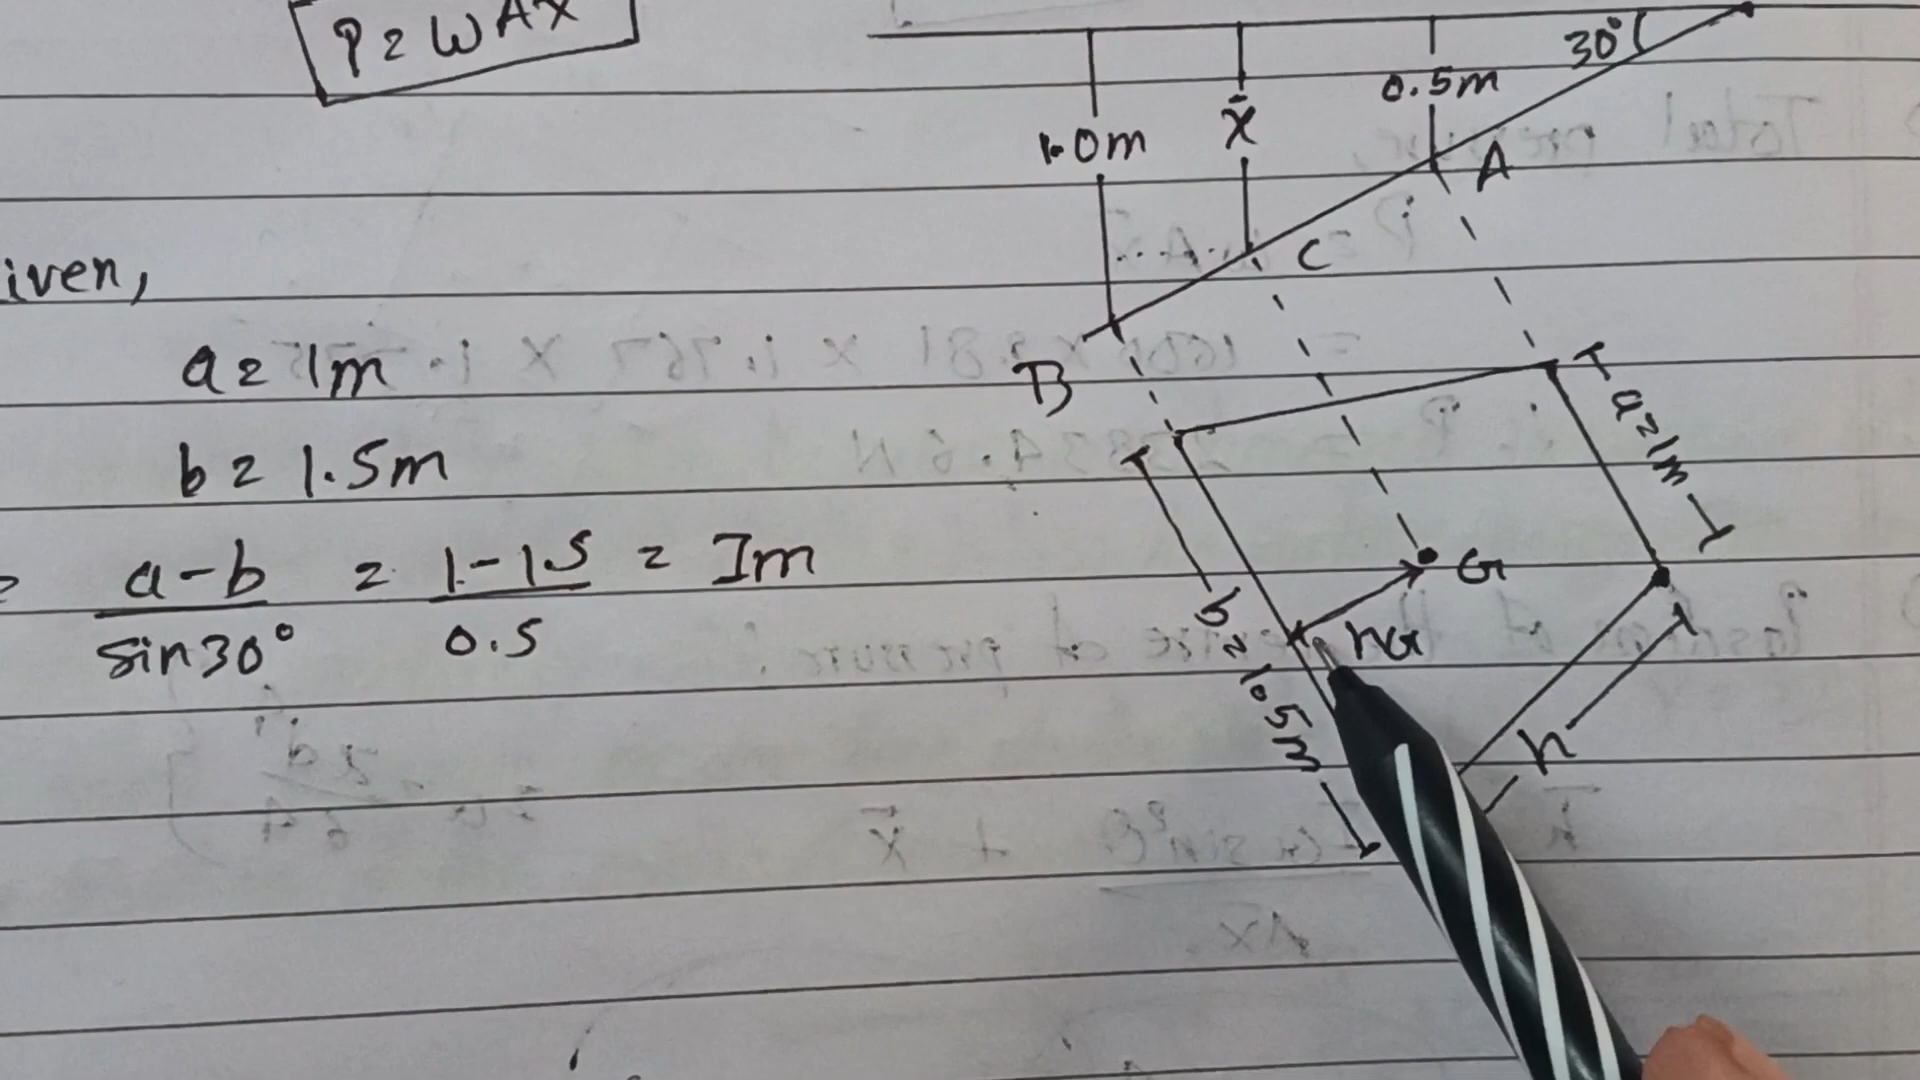 P = WAX̄
30°
0.5m
x̄
1.0m
A
C
B
iven,
a = 1m
b = 1.5m
= a-b / sin30° = 1-1.5 / 0.5 = Im
a=1m
G
hG
b=1.5m
h